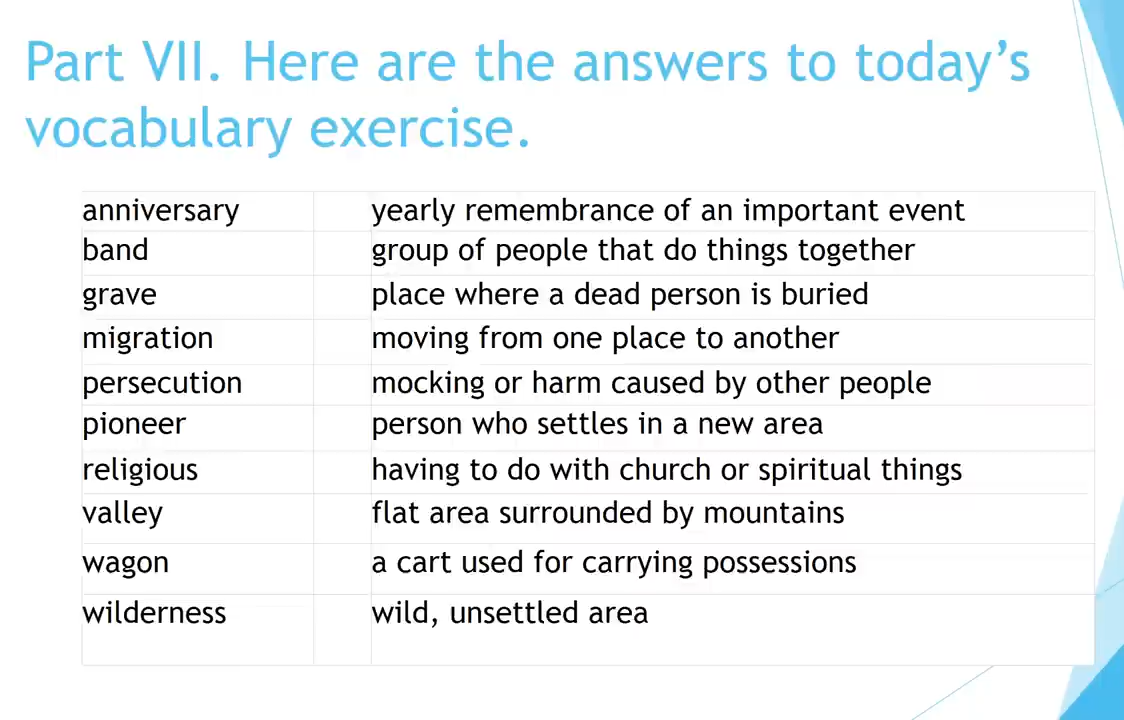 Part VII. Here are the answers to today’s
vocabulary exercise.
anniversary yearly remembrance of an important event
band group of people that do things together
grave place where a dead person is buried
migration moving from one place to another
persecution mocking or harm caused by other people
pioneer person who settles in a new area
religious having to do with church or spiritual things
valley flat area surrounded by mountains
wagon a cart used for carrying possessions
wilderness wild, unsettled area